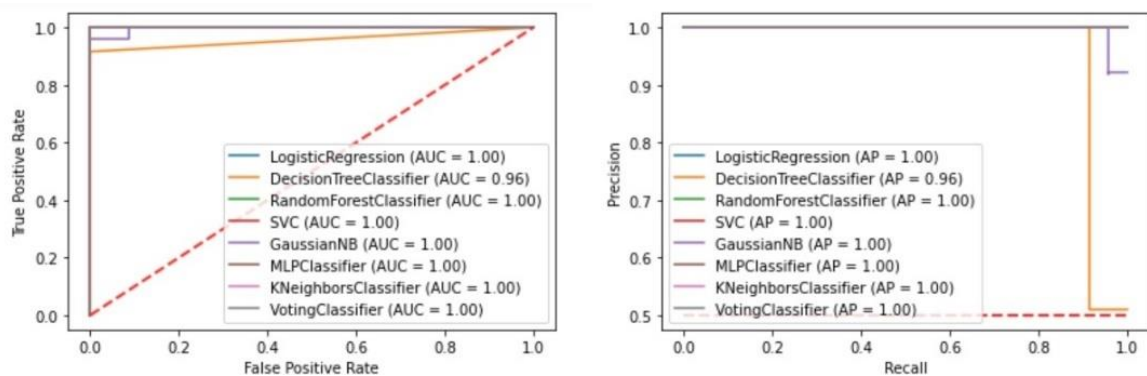 1.0
0.8
0.6
0.4
0.2
0.0
True Positive Rate
LogisticRegression (AUC = 1.00)
DecisionTreeClassifier (AUC = 0.96)
RandomForestClassifier (AUC = 1.00)
SVC (AUC = 1.00)
GaussianNB (AUC = 1.00)
MLPClassifier (AUC = 1.00)
KNeighborsClassifier (AUC = 1.00)
VotingClassifier (AUC = 1.00)
0.0 0.2 0.4 0.6 0.8 1.0
False Positive Rate
1.0
0.9
0.8
0.7
0.6
0.5
Precision
LogisticRegression (AP = 1.00)
DecisionTreeClassifier (AP = 0.96)
RandomForestClassifier (AP = 1.00)
SVC (AP = 1.00)
GaussianNB (AP = 1.00)
MLPClassifier (AP = 1.00)
KNeighborsClassifier (AP = 1.00)
VotingClassifier (AP = 1.00)
0.0 0.2 0.4 0.6 0.8 1.0
Recall